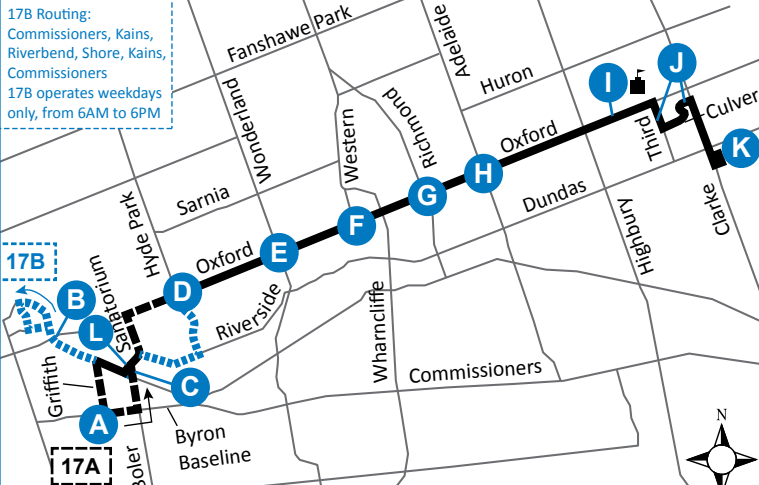 17B Routing:
Commissioners, Kains,
Riverbend, Shore, Kains,
Commissioners
17B operates weekdays
only, from 6AM to 6PM
Fanshawe Park
Adelaide
Huron
I
J
Culver
Wonderland
Western
Richmond
Oxford
Third
K
H
Sarnia
G
Dundas
Clarke
Hyde Park
F
Oxford
E
Highbury
17B
Sanatorium
D
B
L
Riverside
Wharncliffe
Griffith
C
Commissioners
A
Byron
Baseline
N
17A
Boler